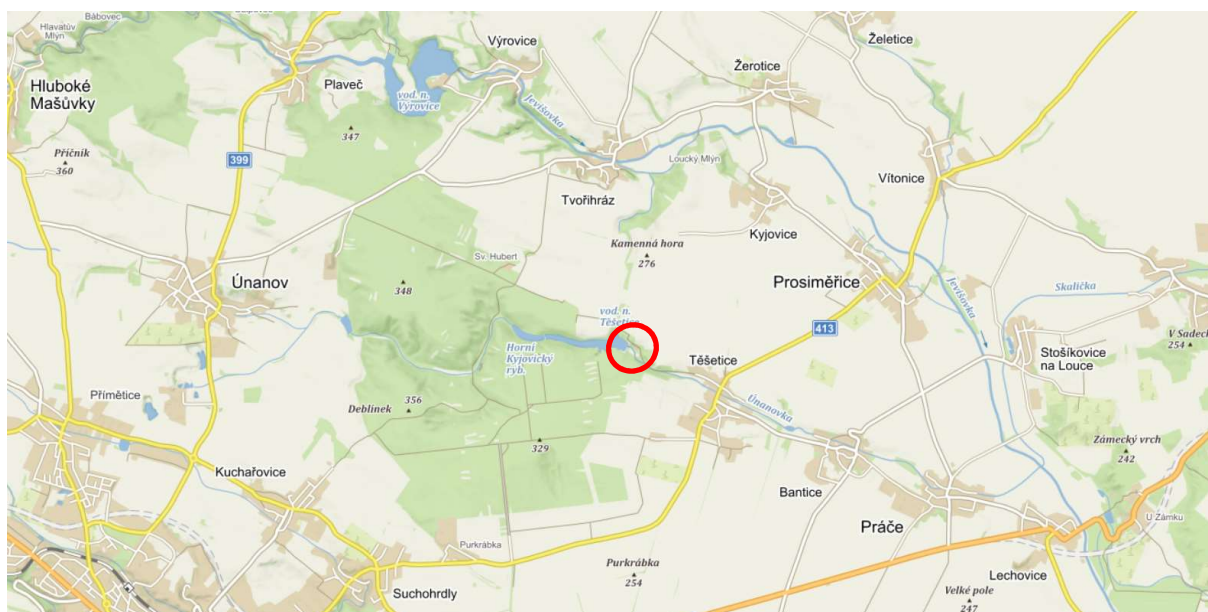 Bábovec
Hlavatův
Mlýn
Výrovice
Želetice
Žerotice
Hluboké
Mašůvky
Plaveč
vod. n.
Výrovice
Jevišovka
347
Příčník
360
399
Loucký Mlýn
Vítonice
Tvořihráz
Kyjovice
Kamenná hora
276
Sv. Hubert
Únanov
348
Prosiměřice
Jevišovka
Skalička
vod. n.
Těšetice
413
V Sadech
254
Horní
Kyjovický
ryb.
Těšetice
Stošíkovice
na Louce
Přímětice
Deblínek
356
Únanovka
329
Zámecký vrch
242
Kuchařovice
Bantice
Práče
U Zámku
Purkrábka
Purkrábka
254
Suchohrdly
Lechovice
Velké pole
247